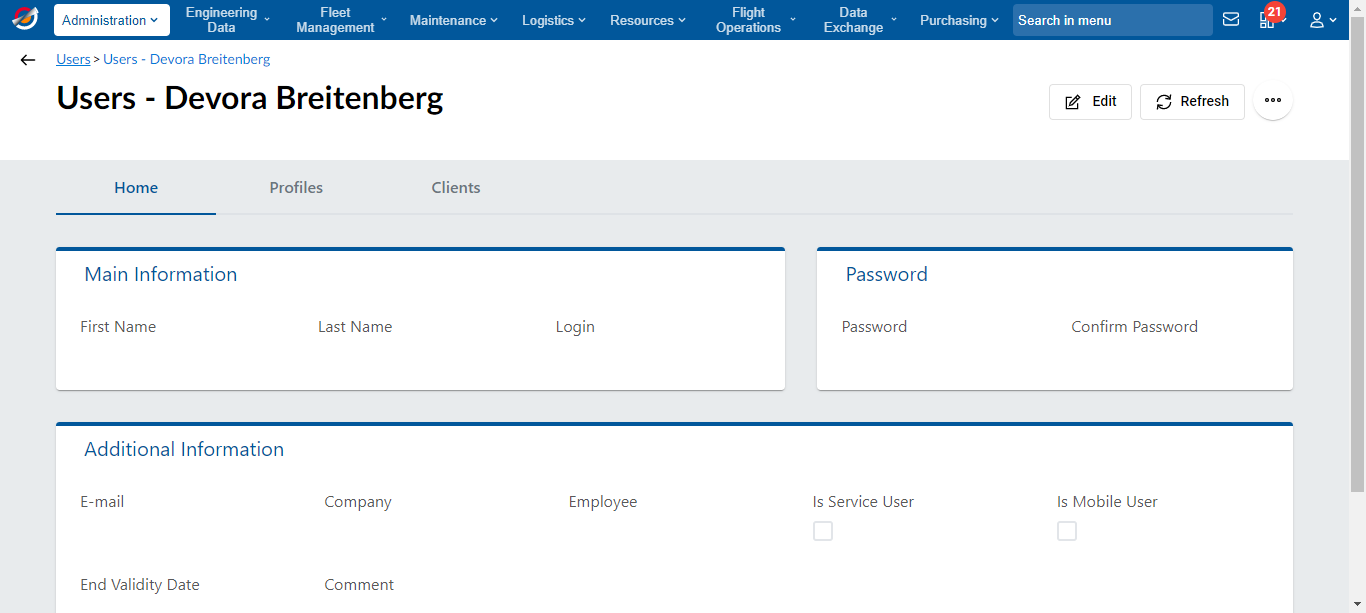 Administration
Engineering
Data
Fleet
Management
Maintenance
Logistics
Resources
Flight
Operations
Data
Exchange
Purchasing
Search in menu
21
Users > Users - Devora Breitenberg
Users - Devora Breitenberg
Edit
Refresh
Home
Profiles
Clients
Main Information
First Name
Last Name
Login
Password
Password
Confirm Password
Additional Information
E-mail
Company
Employee
Is Service User
Is Mobile User
End Validity Date
Comment